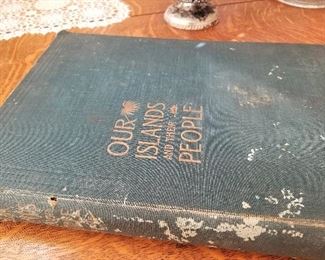 OUR
ISLANDS
AND THEIR
PEOPLE